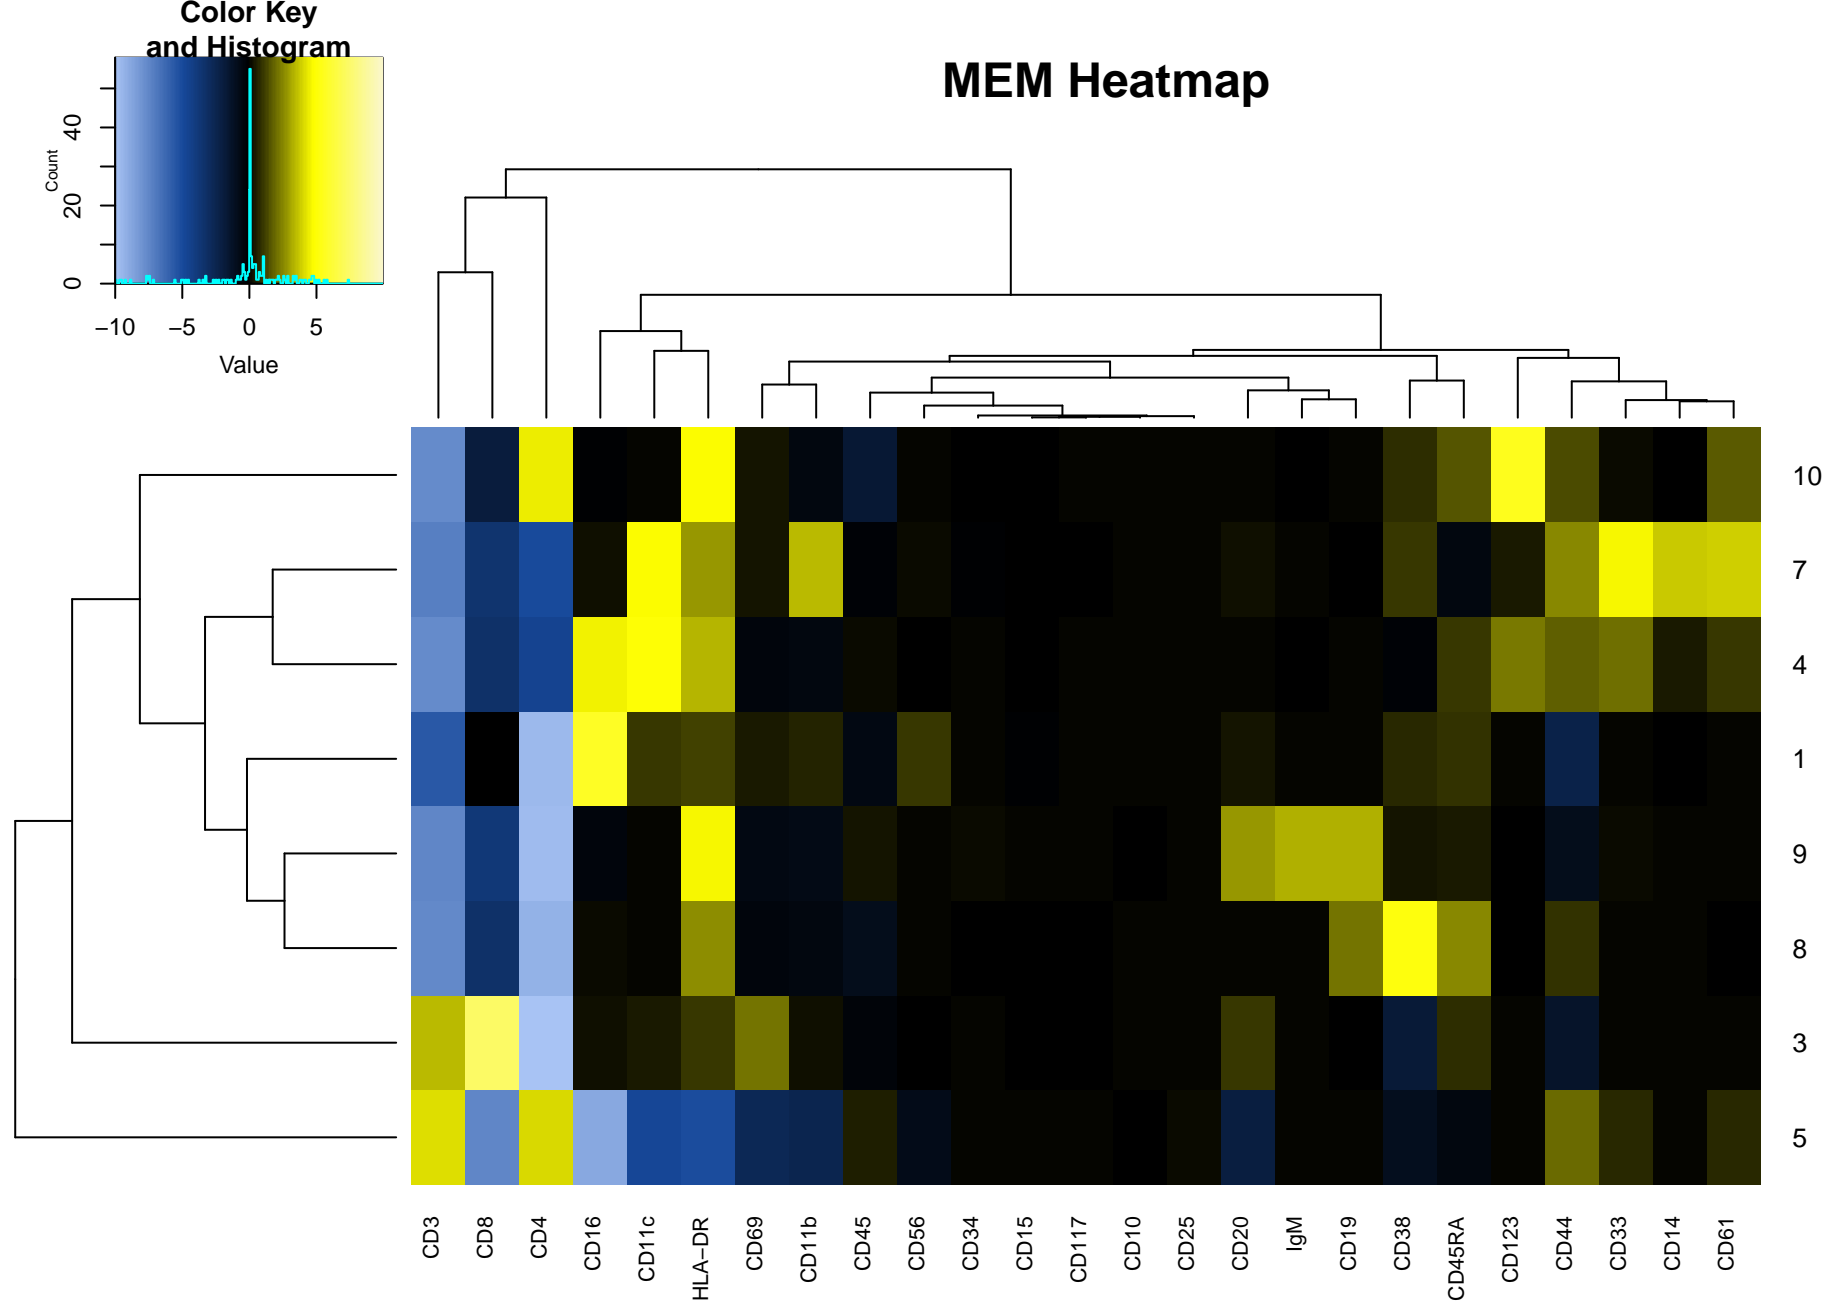 Color Key
and Histogram
MEM Heatmap
Count
0 20 40
−10 −5 0 5
Value
10
7
4
1
9
8
3
5
CD3 CD8 CD4 CD16 CD11c HLA−DR CD69 CD11b CD45 CD56 CD34 CD15 CD117 CD10 CD25 CD20 IgM CD19 CD38 CD45RA CD123 CD44 CD33 CD14 CD61